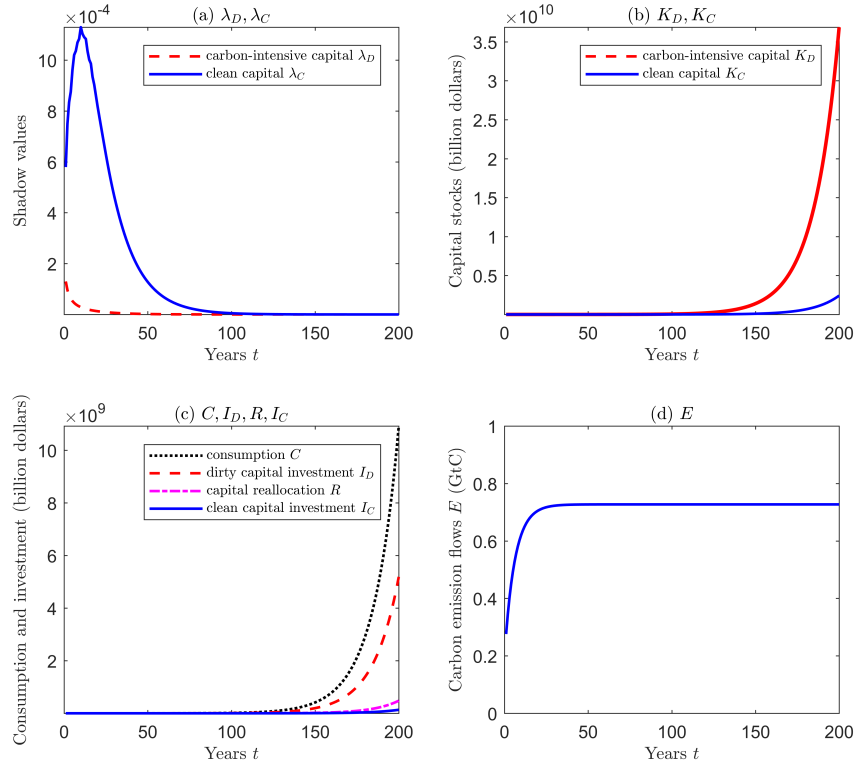 (a) λ_D, λ_C
×10⁻⁴
Shadow values
10
8
6
4
2
0 50 100 150 200
Years t
carbon-intensive capital λ_D
clean capital λ_C
(b) K_D, K_C
×10¹⁰
Capital stocks (billion dollars)
3.5
3
2.5
2
1.5
1
0.5
0 50 100 150 200
Years t
carbon-intensive capital K_D
clean capital K_C
(c) C, I_D, R, I_C
×10⁹
Consumption and investment (billion dollars)
10
8
6
4
2
0 50 100 150 200
Years t
consumption C
dirty capital investment I_D
capital reallocation R
clean capital investment I_C
(d) E
Carbon emission flows E (GtC)
1
0.8
0.6
0.4
0.2
0
0 50 100 150 200
Years t